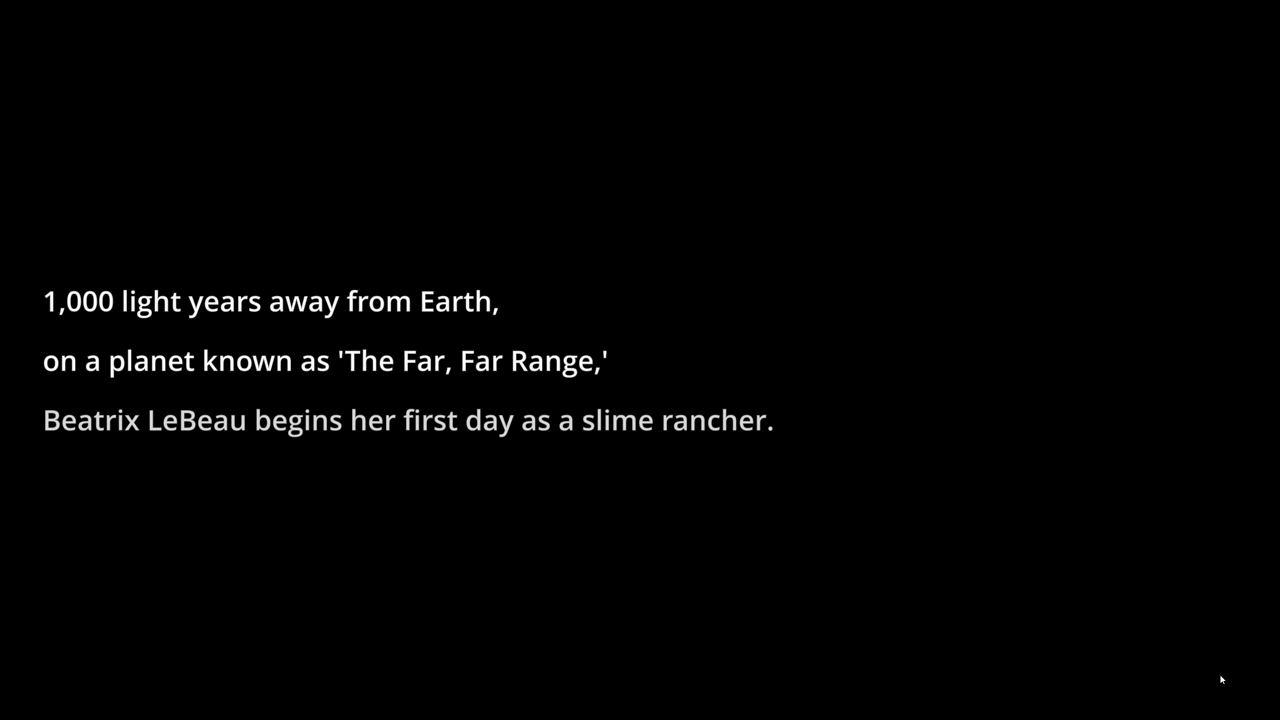 1,000 light years away from Earth,
on a planet known as 'The Far, Far Range,'
Beatrix LeBeau begins her first day as a slime rancher.